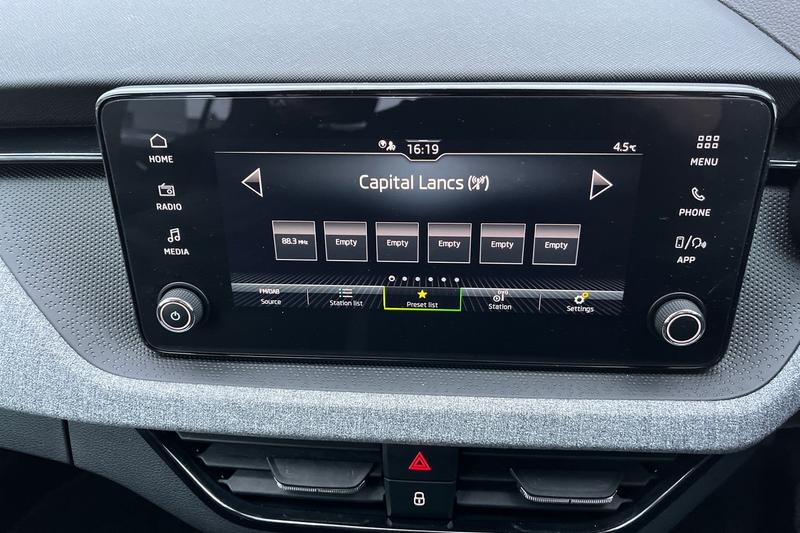 HOME
RADIO
MEDIA
16:19
4.5°C
Capital Lancs
88.3 MHz
Empty
Empty
Empty
Empty
Empty
FM/DAB
Source
Station list
Preset list
Station
Settings
MENU
PHONE
APP